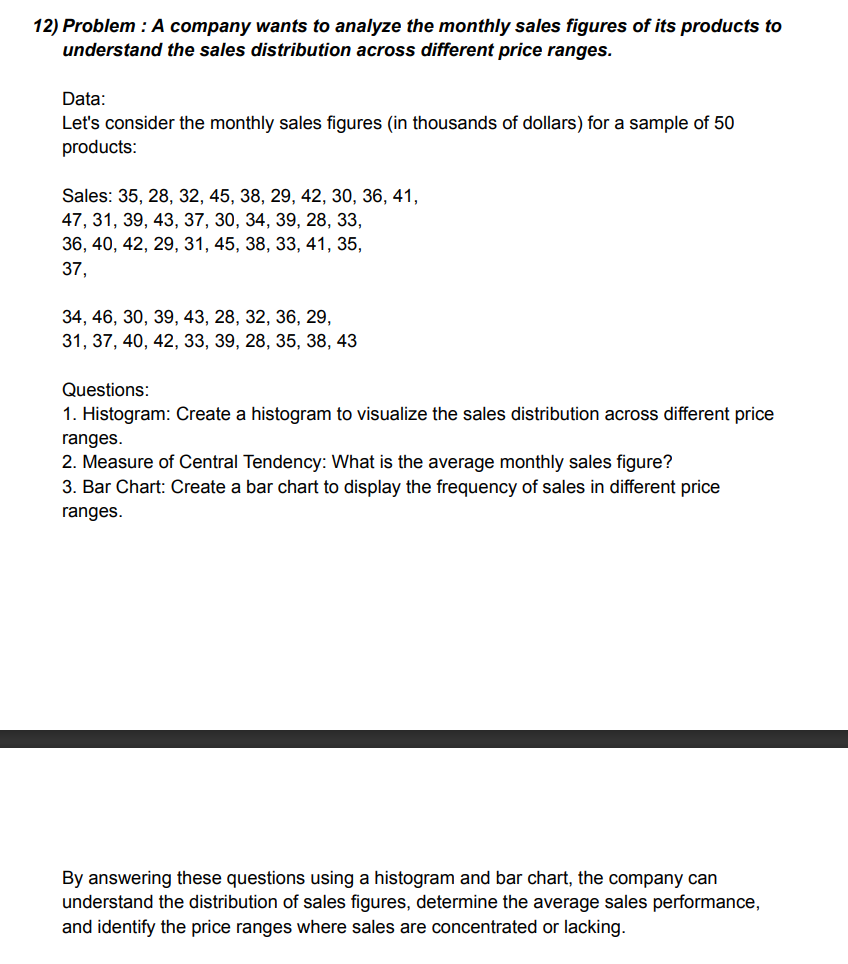 12) Problem : A company wants to analyze the monthly sales figures of its products to
understand the sales distribution across different price ranges.
Data:
Let's consider the monthly sales figures (in thousands of dollars) for a sample of 50
products:
Sales: 35, 28, 32, 45, 38, 29, 42, 30, 36, 41,
47, 31, 39, 43, 37, 30, 34, 39, 28, 33,
36, 40, 42, 29, 31, 45, 38, 33, 41, 35,
37,
34, 46, 30, 39, 43, 28, 32, 36, 29,
31, 37, 40, 42, 33, 39, 28, 35, 38, 43
Questions:
1. Histogram: Create a histogram to visualize the sales distribution across different price
ranges.
2. Measure of Central Tendency: What is the average monthly sales figure?
3. Bar Chart: Create a bar chart to display the frequency of sales in different price
ranges.
By answering these questions using a histogram and bar chart, the company can
understand the distribution of sales figures, determine the average sales performance,
and identify the price ranges where sales are concentrated or lacking.